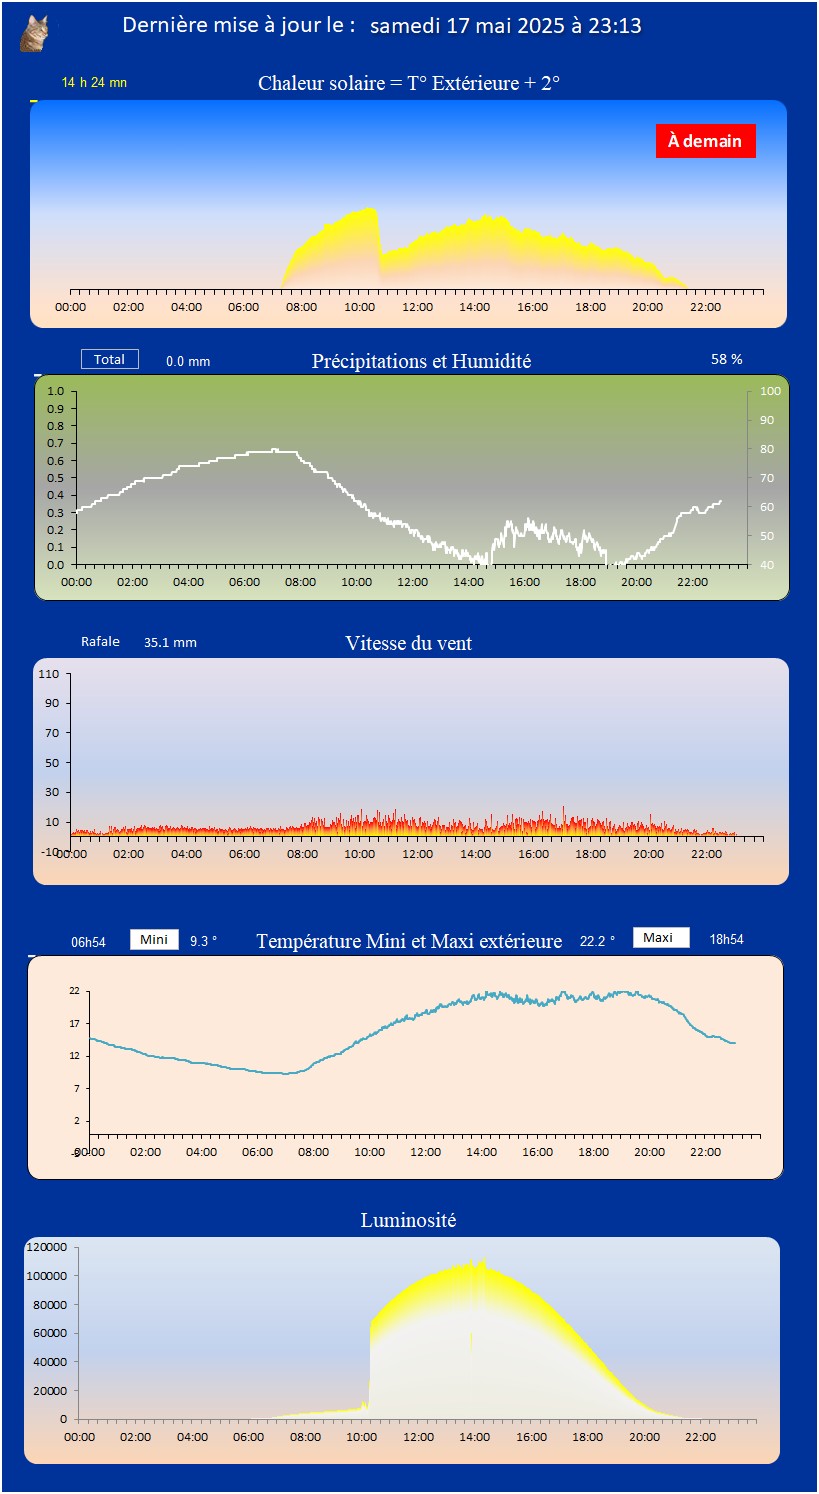 Dernière mise à jour le : samedi 17 mai 2025 à 23:13
14 h 24 mn Chaleur solaire = T° Extérieure + 2°
À demain
00:00 02:00 04:00 06:00 08:00 10:00 12:00 14:00 16:00 18:00 20:00 22:00
Total 0.0 mm Précipitations et Humidité 58 %
1.0 100
0.9 90
0.8
0.7 80
0.6
0.5 70
0.4
0.3 60
0.2 50
0.1
0.0 40
00:00 02:00 04:00 06:00 08:00 10:00 12:00 14:00 16:00 18:00 20:00 22:00
Rafale 35.1 mm Vitesse du vent
110
90
70
50
30
10
-10
00:00 02:00 04:00 06:00 08:00 10:00 12:00 14:00 16:00 18:00 20:00 22:00
06h54 Mini 9.3 ° Température Mini et Maxi extérieure 22.2 ° Maxi 18h54
22
17
12
7
2
00:00 02:00 04:00 06:00 08:00 10:00 12:00 14:00 16:00 18:00 20:00 22:00
Luminosité
120000
100000
80000
60000
40000
20000
0
00:00 02:00 04:00 06:00 08:00 10:00 12:00 14:00 16:00 18:00 20:00 22:00